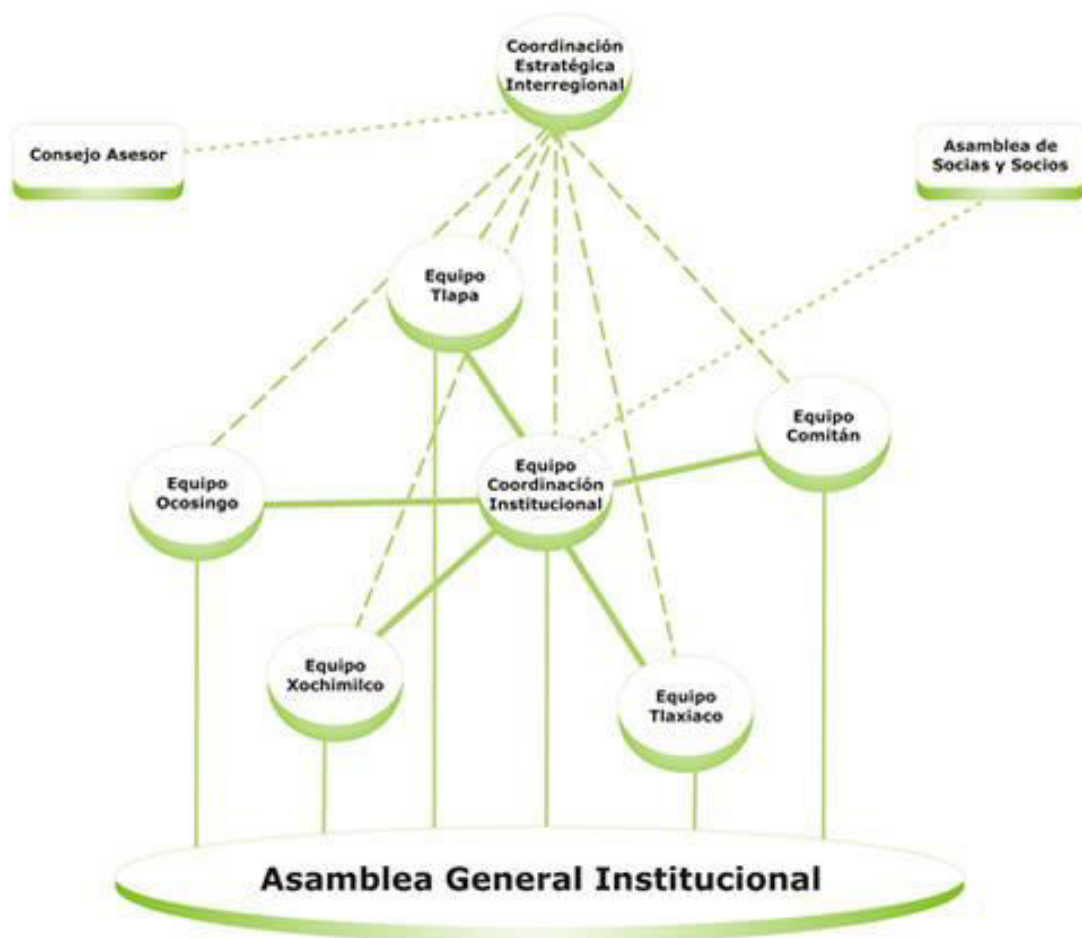 Coordinación
Estratégica
Interregional
Consejo Asesor
Asamblea de
Socias y Socios
Equipo
Tlapa
Equipo
Comitán
Equipo
Coordinación
Institucional
Equipo
Ocosingo
Equipo
Xochimilco
Equipo
Tlaxiaco
Asamblea General Institucional